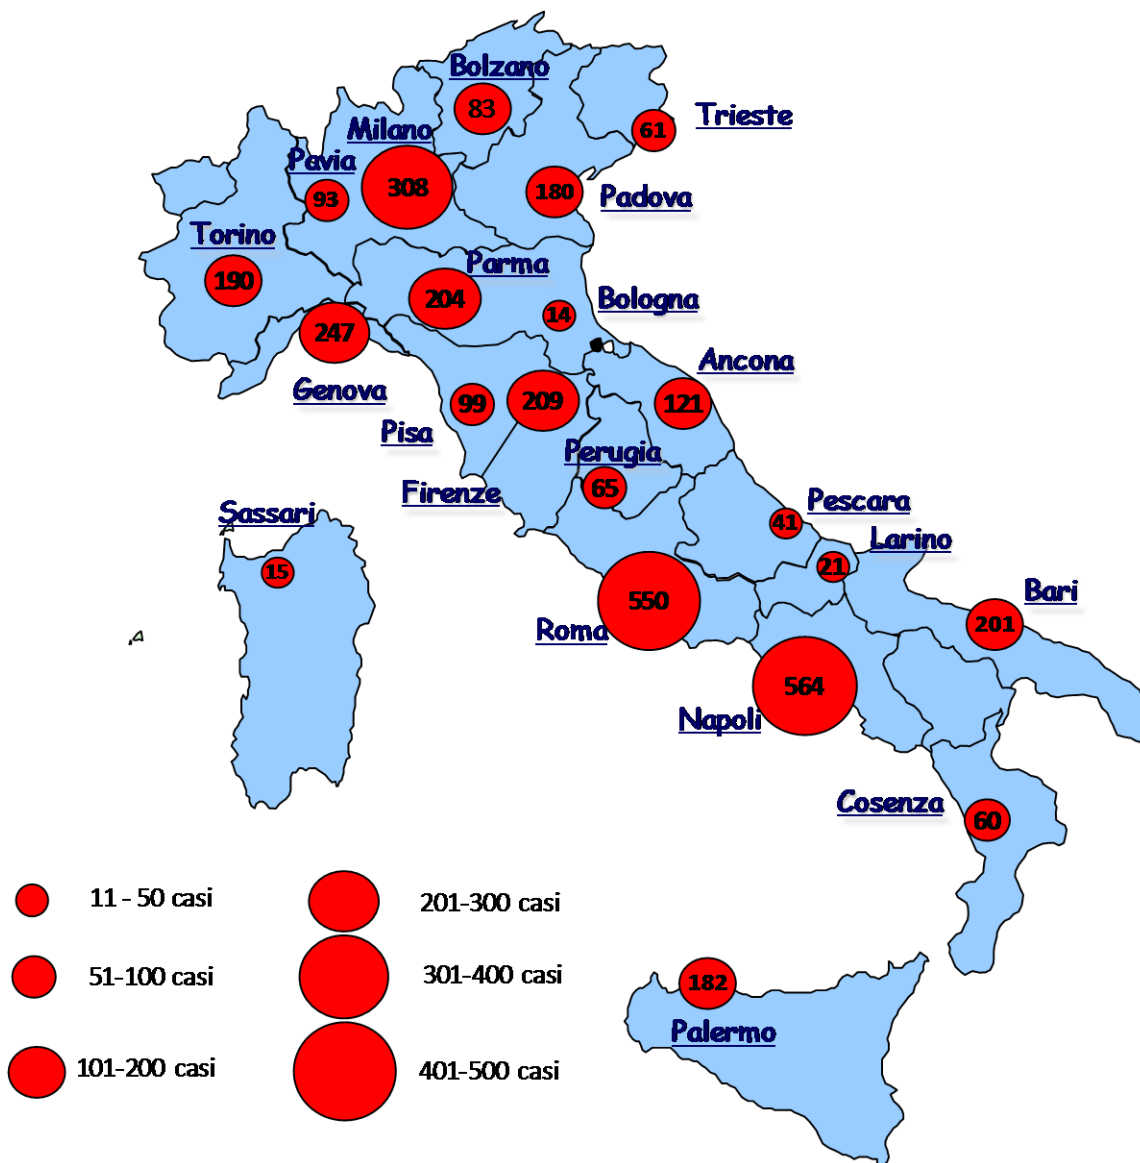 Bolzano
83
Trieste
61
Milano
308
Pavia
93
180
Padova
Torino
190
Parma
204
Bologna
14
247
Genova
Ancona
121
99
Pisa
209
Firenze
Perugia
65
Pescara
41
Larino
21
Sassari
15
550
Roma
Bari
201
564
Napoli
Cosenza
60
182
Palermo
11 - 50 casi
51-100 casi
101-200 casi
201-300 casi
301-400 casi
401-500 casi